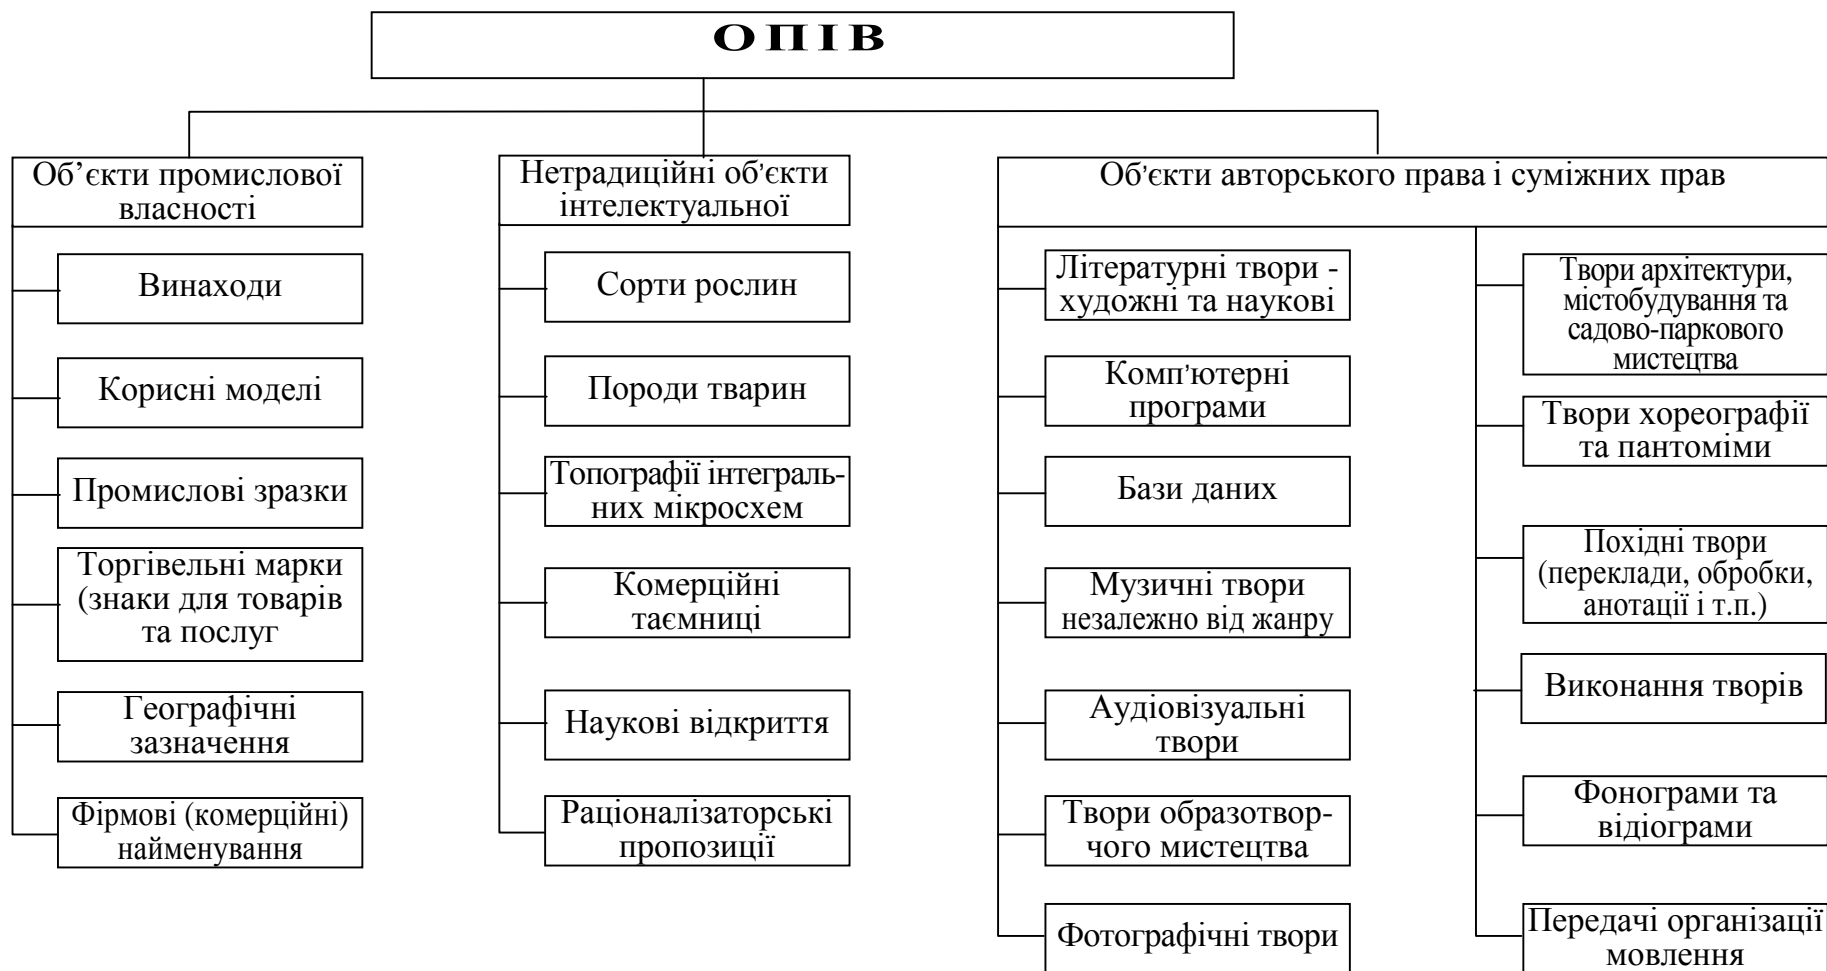 ОПІВ
Об’єкти промислової
власності
Винаходи
Корисні моделі
Промислові зразки
Торгівельні марки
(знаки для товарів
та послуг
Географічні
зазначення
Фірмові (комерційні)
найменування
Нетрадиційні об'єкти
інтелектуальної
Сорти рослин
Породи тварин
Топографії інтеграль-
них мікросхем
Комерційні
таємниці
Наукові відкриття
Раціоналізаторські
пропозиції
Об'єкти авторського права і суміжних прав
Літературні твори -
художні та наукові
Комп'ютерні
програми
Бази даних
Музичні твори
незалежно від жанру
Аудіовізуальні
твори
Твори образотвор-
чого мистецтва
Фотографічні твори
Твори архітектури,
містобудування та
садово-паркового
мистецтва
Твори хореографії
та пантоміми
Похідні твори
(переклади, обробки,
анотації і т.п.)
Виконання творів
Фонограми та
відіограми
Передачі організації
мовлення